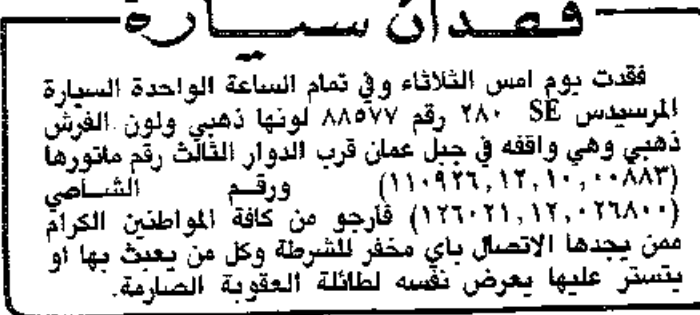 فقدان سيارة
فقدت يوم امس الثلاثاء وفي تمام الساعة الواحدة السيارة
المرسيدس SE ٢٨٠ رقم ٨٨٥٧٧ لونها ذهبي ولون الفرش
ذهبي وهي واقفه في جبل عمان قرب الدوار الثالث رقم ماتورها
(١١٠٩٢٦,١٢,١٠,٠٠٨٨٣) ورقم الشاصي
(١٢٦٠٢١,١٢,٠٢٦٨٠٠) فأرجو من كافة المواطنين الكرام
ممن يجدها الاتصال باي مخفر للشرطة وكل من يعبث بها او
يتستر عليها يعرض نفسه لطائلة العقوبة الصارمة.